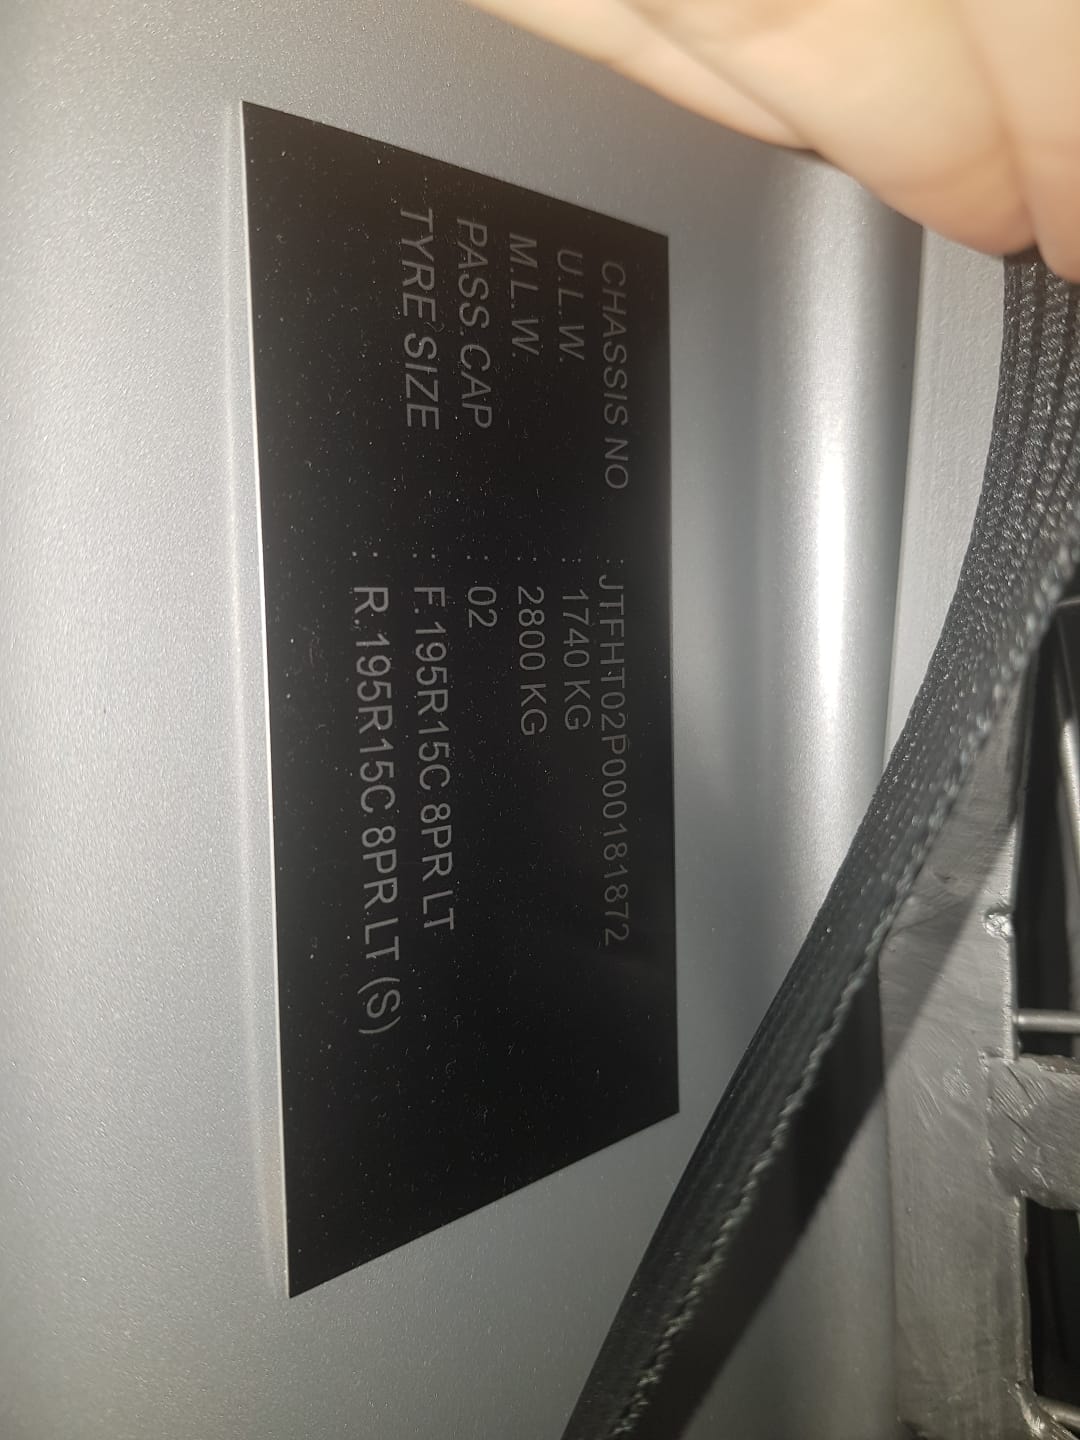 CHASSIS NO : JTFHT02P000181872
U.L.W : 1740 KG
M.L.W. : 2800 KG
PASS.CAP : 02
TYRE SIZE : F.195R15C 8PR LT
: R.195R15C 8PR LT (S)